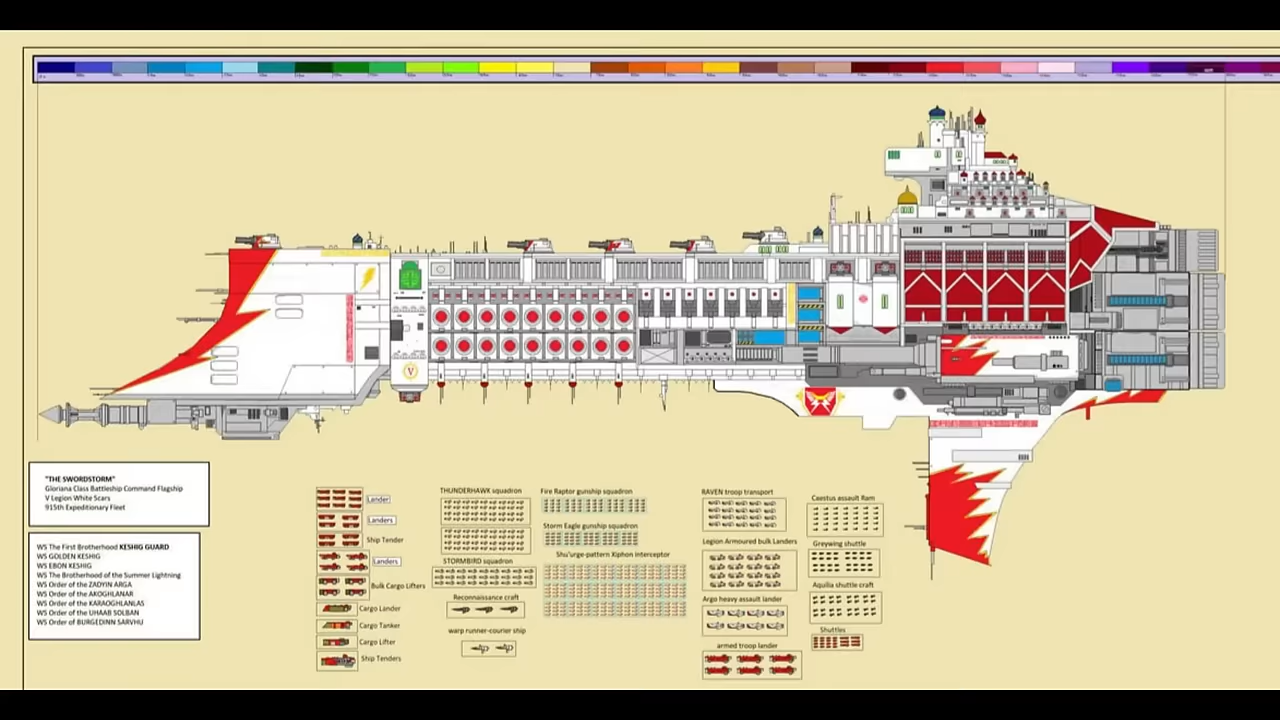 "THE SWORDSTORM"
Gloriana Class Battleship Command Flagship
V Legion White Scars
915th Expeditionary Fleet
WS The First Brotherhood KESHIG GUARD
WS GOLDEN KESHIG
WS EBON KESHIG
WS The Brotherhood of the Summer Lightning
WS Order of the ZADYIN ARGA
WS Order of the AKOGHLANAR
WS Order of the KARAOGHLANLAS
WS Order of the UHAAB SOLBAN
WS Order of BURGEDINN SARVHU
Lander
Landers
Ship Tender
Landers
Bulk Cargo Lifters
Cargo Lander
Cargo Tanker
Cargo Lifter
Ship Tenders
THUNDERHAWK squadron
STORMBIRD squadron
Reconnaissance craft
warp runner-courier ship
Fire Raptor gunship squadron
Storm Eagle gunship squadron
Shu'urge-pattern Xiphon interceptor
RAVEN troop transport
Legion Armoured bulk Landers
Argo heavy assault lander
armed troop lander
Caestus assault Ram
Greywing shuttle
Aquilia shuttle craft
Shuttles
V